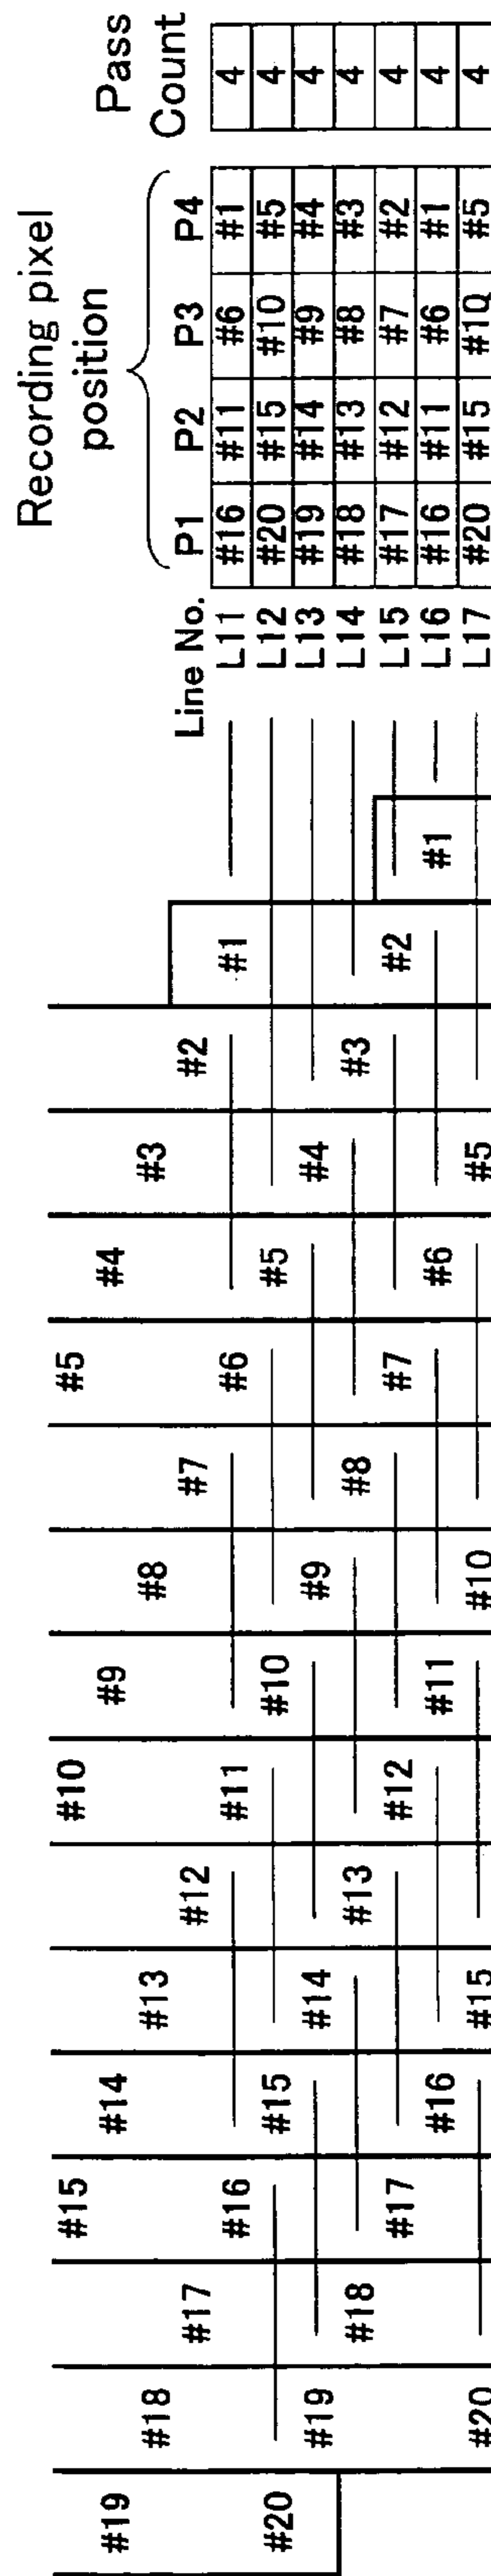 Recording pixel
#15 #10 #5 position Pass
#19 #14 #9 #4
#18 #13 #8 #3
#17 #12 #7 #2 Line No. P1 P2 P3 P4 Count
#16 #11 #6 #1 L11 #16 #11 #6 #1 4
#20 #15 #10 #5 L12 #20 #15 #10 #5 4
#19 #14 #9 #4 L13 #19 #14 #9 #4 4
#18 #13 #8 #3 L14 #18 #13 #8 #3 4
#17 #12 #7 #2 L15 #17 #12 #7 #2 4
#16 #11 #6 #1 L16 #16 #11 #6 #1 4
#20 #15 #10 #5 L17 #20 #15 #10 #5 4